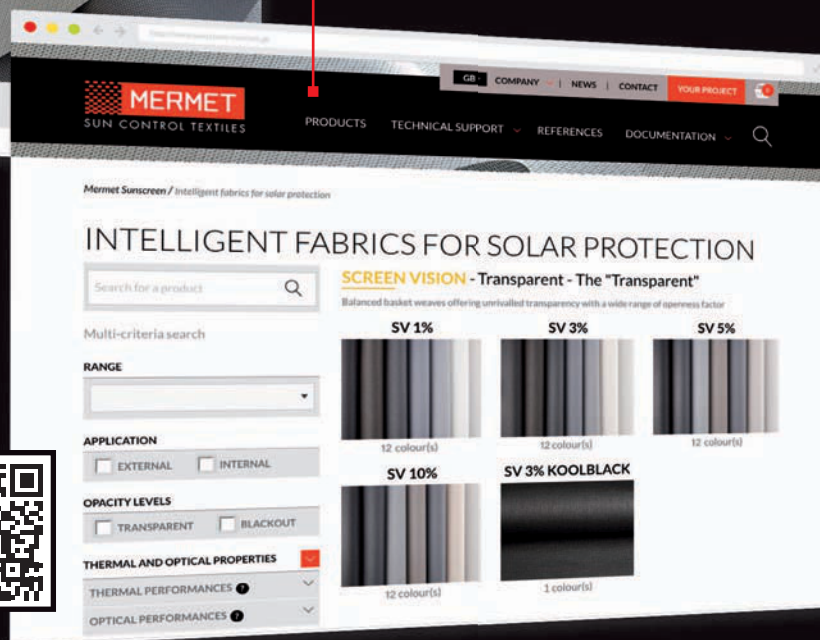 GB
COMPANY | NEWS | CONTACT
YOUR PROJECT
0
MERMET
SUN CONTROL TEXTILES
PRODUCTS
TECHNICAL SUPPORT
REFERENCES
DOCUMENTATION
Mermet Sunscreen / Intelligent fabrics for solar protection
INTELLIGENT FABRICS FOR SOLAR PROTECTION
Search for a product
Multi-criteria search
RANGE
APPLICATION
EXTERNAL
INTERNAL
OPACITY LEVELS
TRANSPARENT
BLACKOUT
THERMAL AND OPTICAL PROPERTIES
THERMAL PERFORMANCES ?
OPTICAL PERFORMANCES ?
SCREEN VISION - Transparent - The "Transparent"
Balanced basket weaves offering unrivalled transparency with a wide range of openness factor
SV 1%
12 colour(s)
SV 3%
12 colour(s)
SV 5%
12 colour(s)
SV 10%
12 colour(s)
SV 3% KOOLBLACK
1 colour(s)